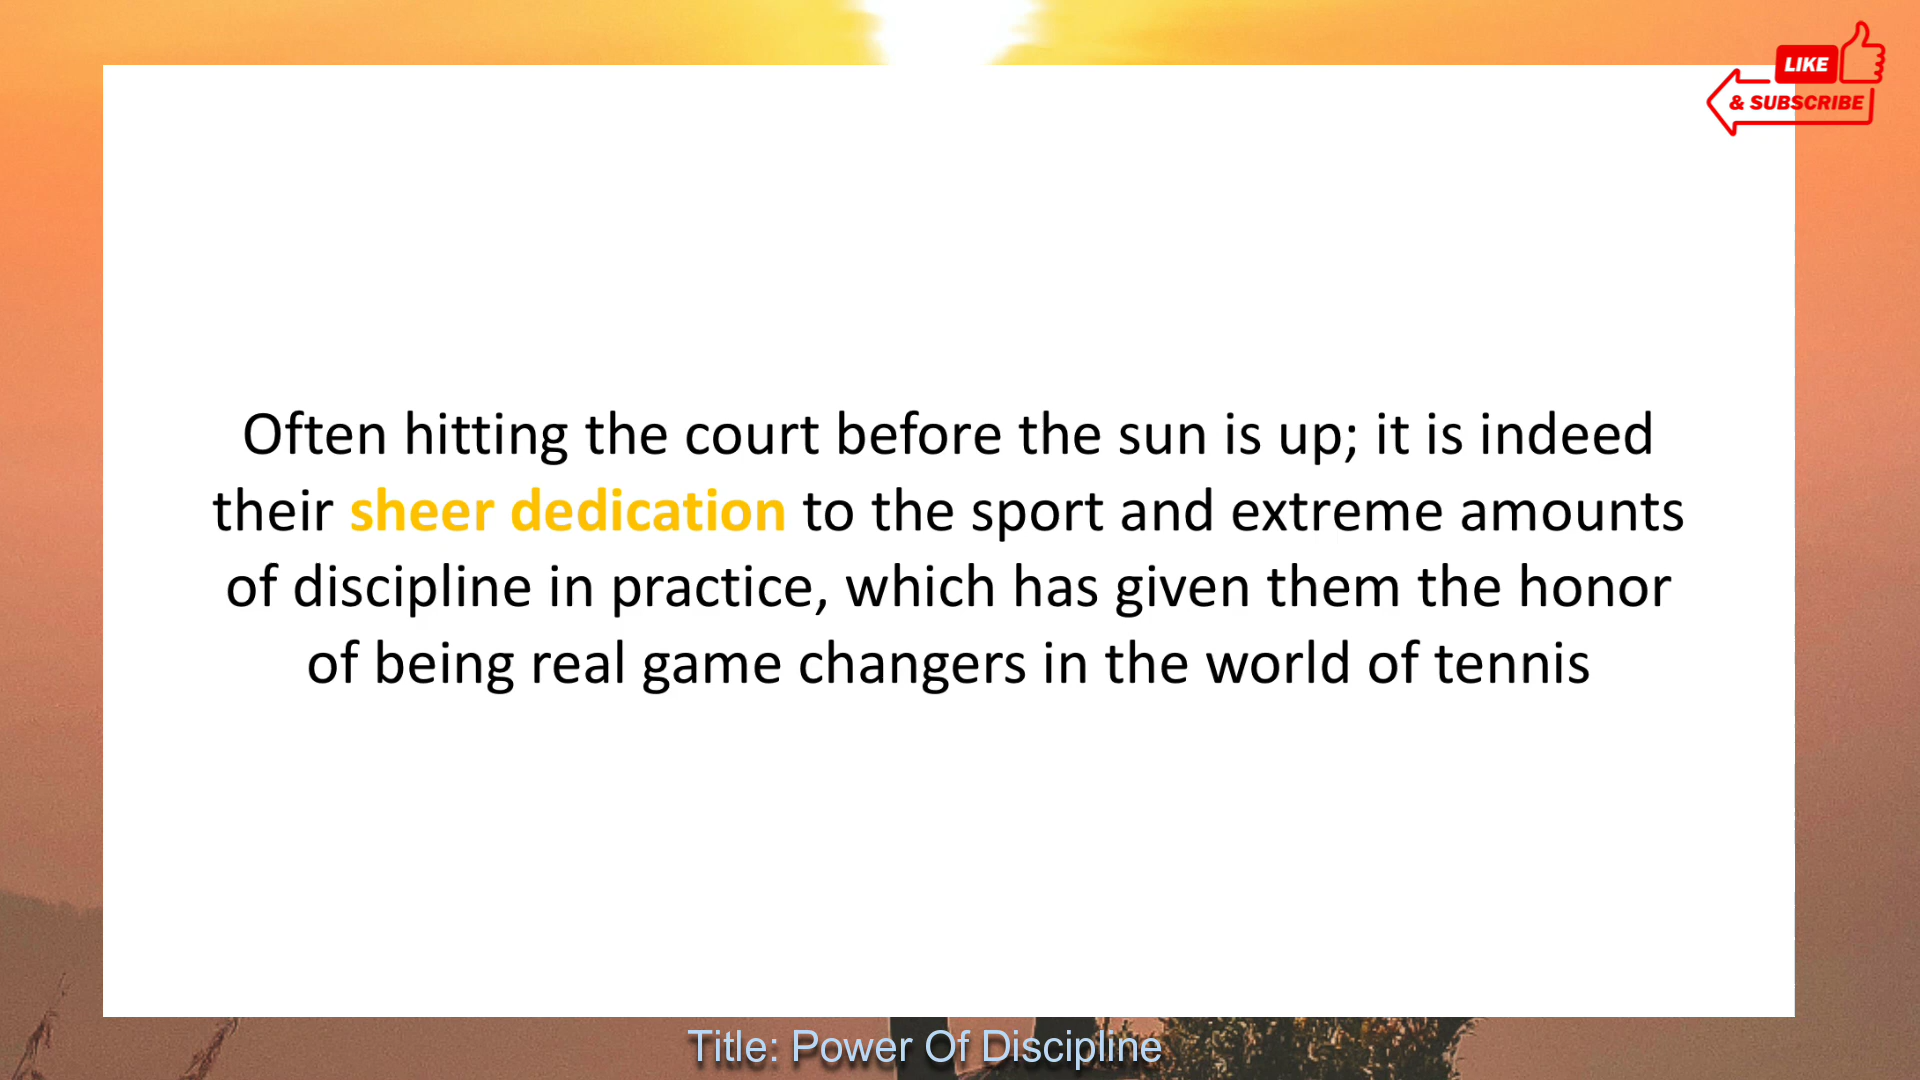 LIKE
& SUBSCRIBE
Often hitting the court before the sun is up; it is indeed
their sheer dedication to the sport and extreme amounts
of discipline in practice, which has given them the honor
of being real game changers in the world of tennis
Title: Power Of Discipline